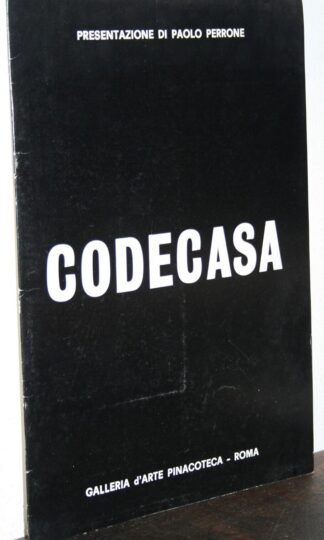 PRESENTAZIONE DI PAOLO PERRONE
CODECASA
GALLERIA d'ARTE PINACOTECA - ROMA